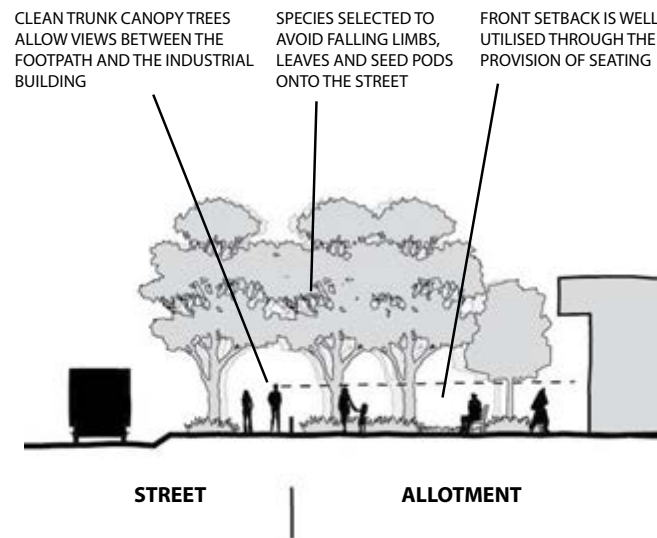 CLEAN TRUNK CANOPY TREES
ALLOW VIEWS BETWEEN THE
FOOTPATH AND THE INDUSTRIAL
BUILDING
SPECIES SELECTED TO
AVOID FALLING LIMBS,
LEAVES AND SEED PODS
ONTO THE STREET
FRONT SETBACK IS WELL
UTILISED THROUGH THE
PROVISION OF SEATING
STREET
ALLOTMENT